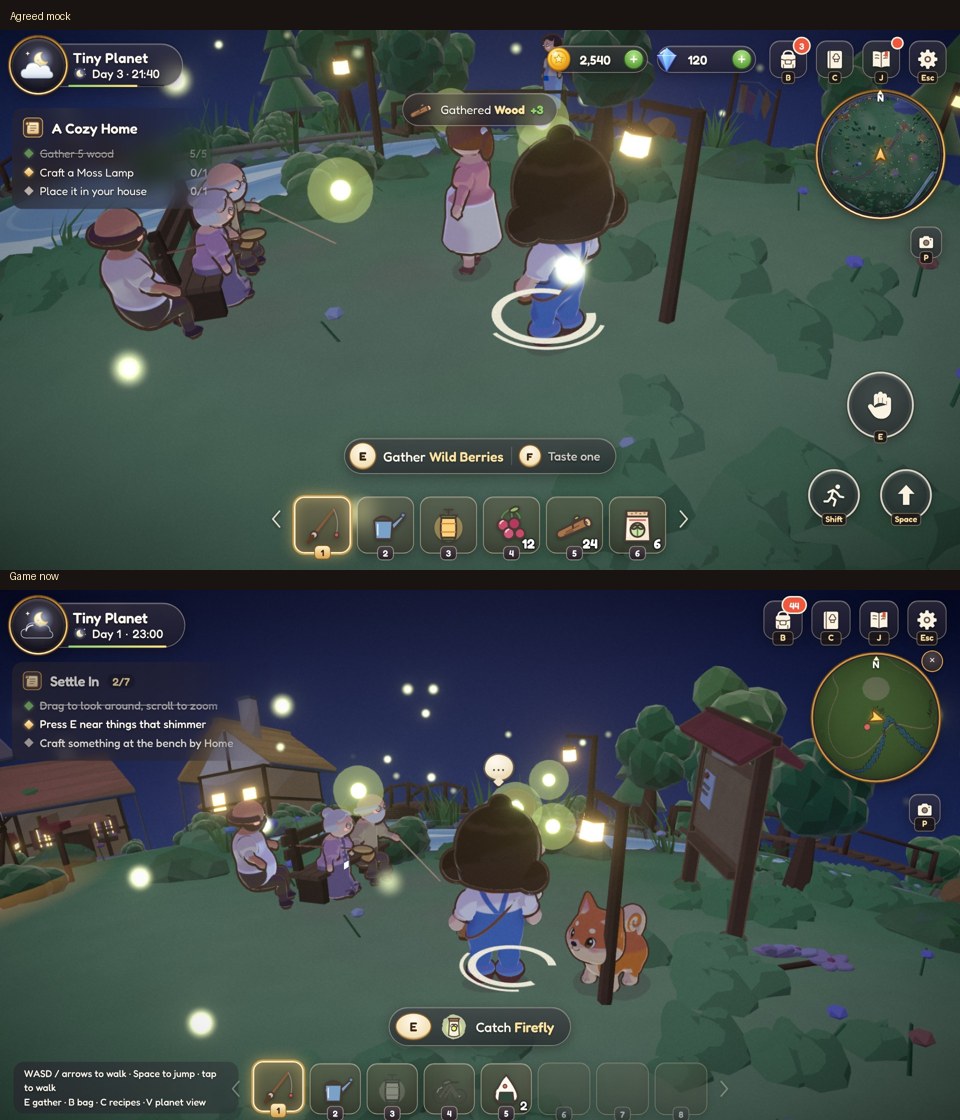 Agreed mock
Tiny Planet
Day 3 · 21:40
2,540
120
3
B
C
J
Esc
Gathered Wood +3
N
A Cozy Home
Gather 5 wood 5/5
Craft a Moss Lamp 0/1
Place it in your house 0/1
P
E
E Gather Wild Berries F Taste one
Shift
Space
12
24
6
1
2
3
4
5
6
Game now
Tiny Planet
Day 1 · 23:00
44
B
C
J
Esc
N
×
Settle In 2/7
Drag to look around, scroll to zoom
Press E near things that shimmer
Craft something at the bench by Home
...
P
E Catch Firefly
WASD / arrows to walk · Space to jump · tap
to walk
E gather · B bag · C recipes · V planet view
2
1
2
3
4
5
6
7
8